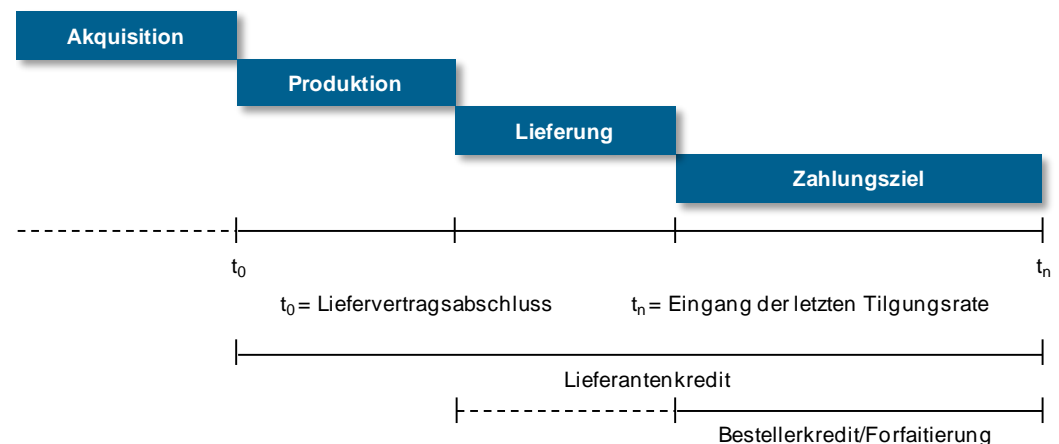 Akquisition
Produktion
Lieferung
Zahlungsziel
t0 tn
t0 = Liefervertragsabschluss tn = Eingang der letzten Tilgungsrate
Lieferantenkredit
Bestellerkredit/Forfaitierung